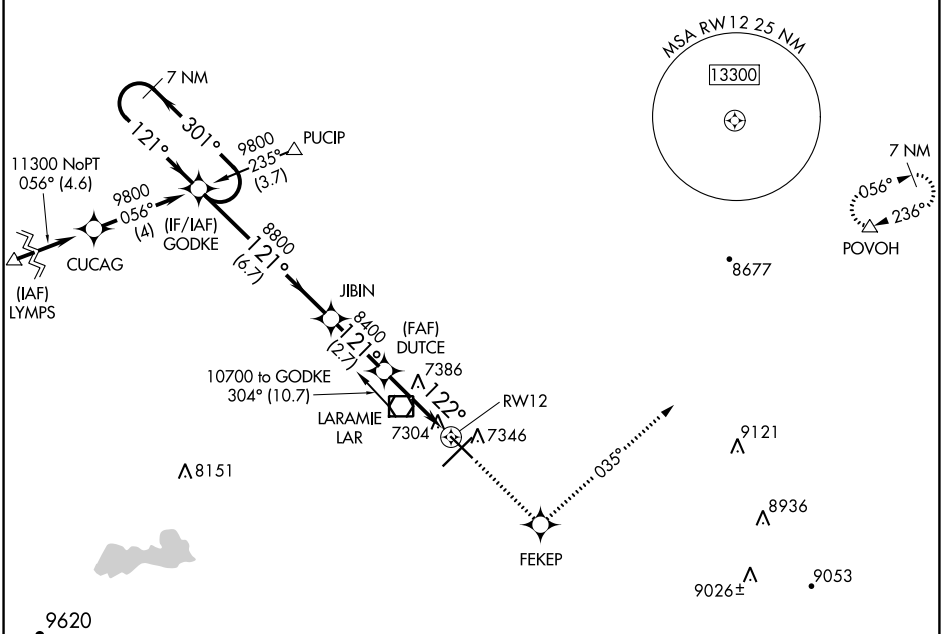 MSA RW12 25 NM
13300
7 NM
121°
301°
9800
235°
(3.7)
PUCIP
11300 NoPT
056° (4.6)
9800
056°
(4)
(IF/IAF)
GODKE
CUCAG
(IAF)
LYMPS
7 NM
056°
236°
POVOH
8677
8800
121°
(6.7)
JIBIN
8400
121°
(2.7)
(FAF)
DUTCE
7386
10700 to GODKE
304° (10.7)
122°
RW12
LARAMIE
LAR
7304
7346
8151
035°
9121
8936
FEKEP
9026±
9053
9620